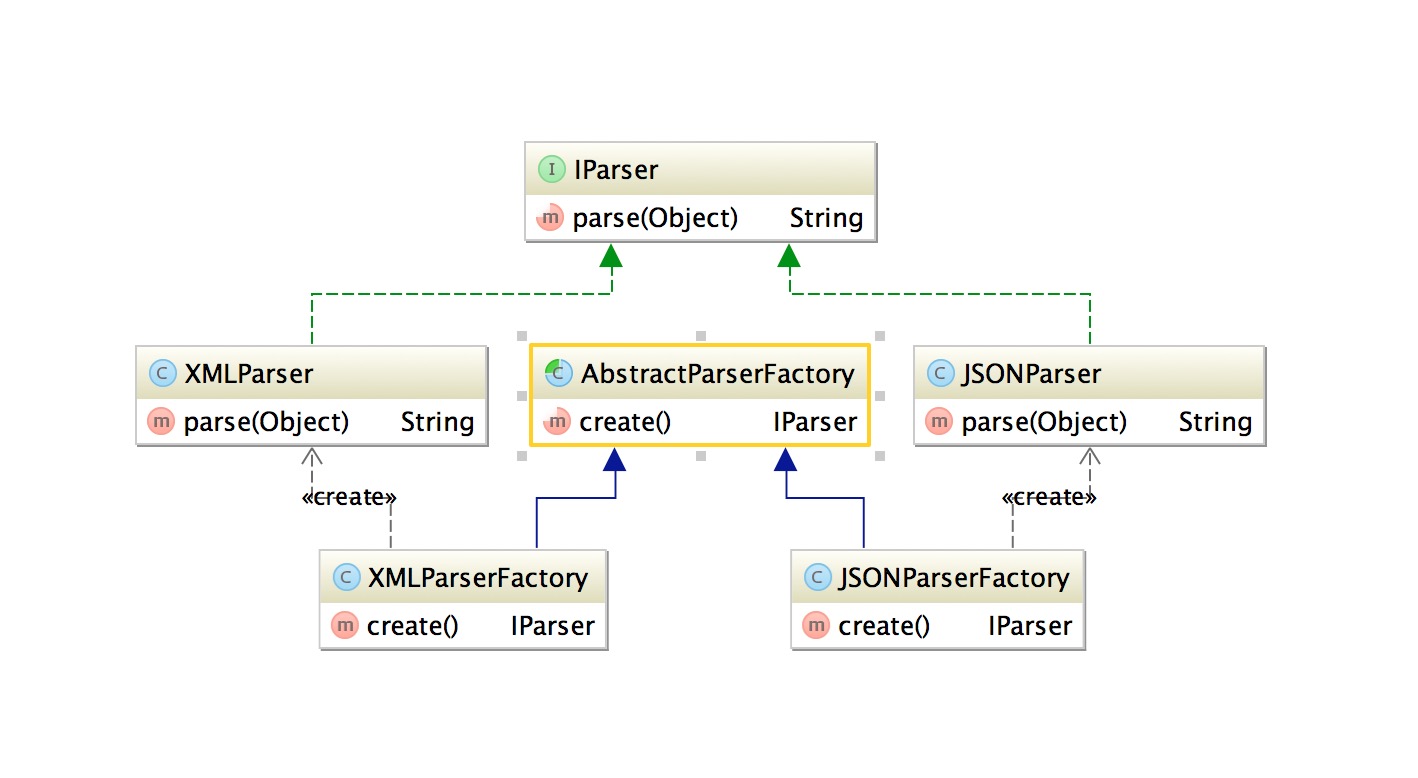 I IParser
m parse(Object) String
C XMLParser
m parse(Object) String
C AbstractParserFactory
m create() IParser
C JSONParser
m parse(Object) String
«create»
«create»
C XMLParserFactory
m create() IParser
C JSONParserFactory
m create() IParser